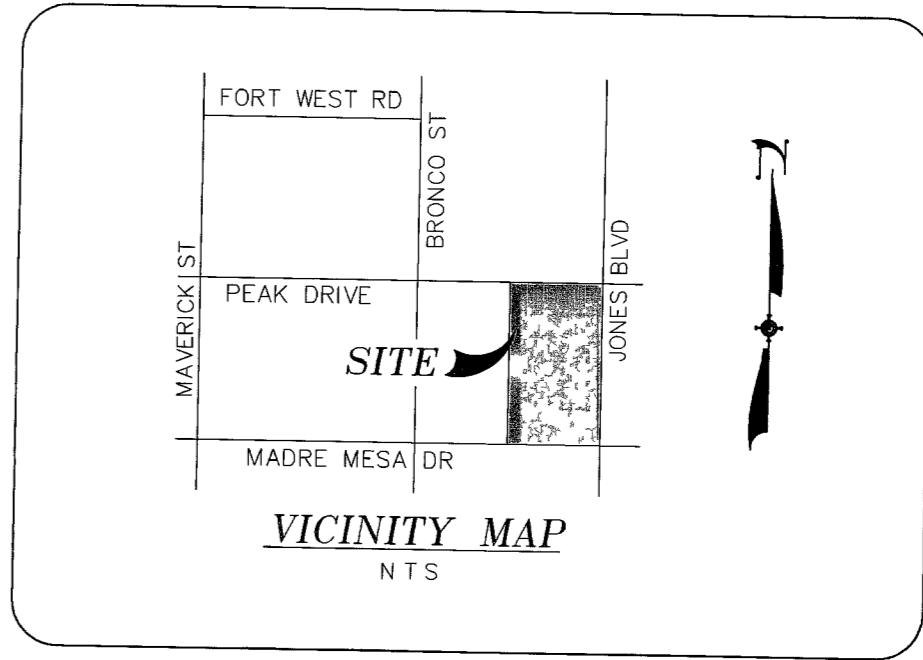 FORT WEST RD
BRONCO ST
MAVERICK ST
JONES BLVD
PEAK DRIVE
SITE
MADRE MESA DR
VICINITY MAP
NTS
N